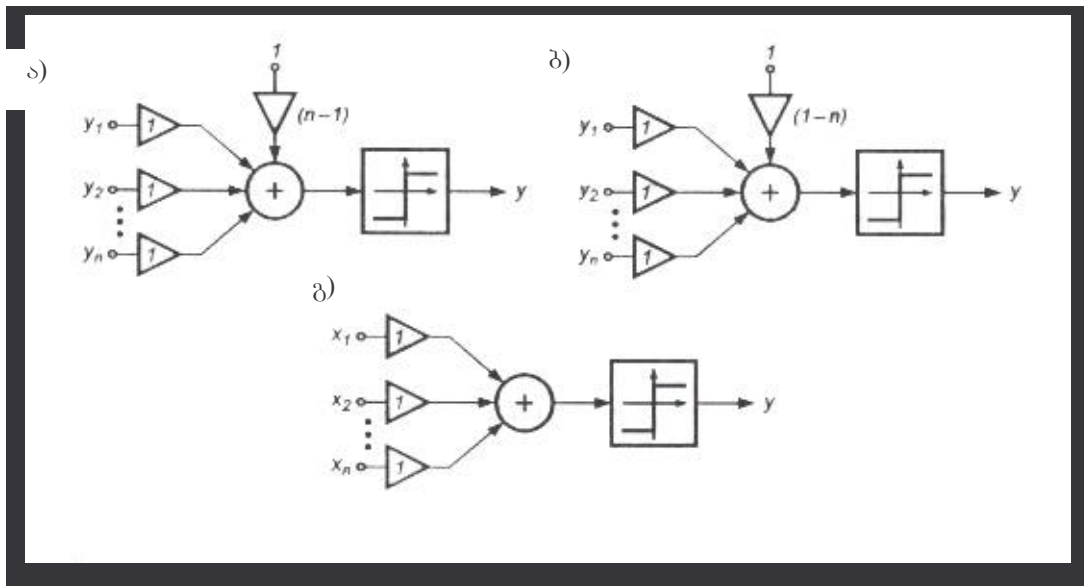 ა)
1
(n-1)
y1
1
y2
1
yn
1
+
y
ბ)
1
(1-n)
y1
1
y2
1
yn
1
+
y
გ)
x1
1
x2
1
xn
1
+
y